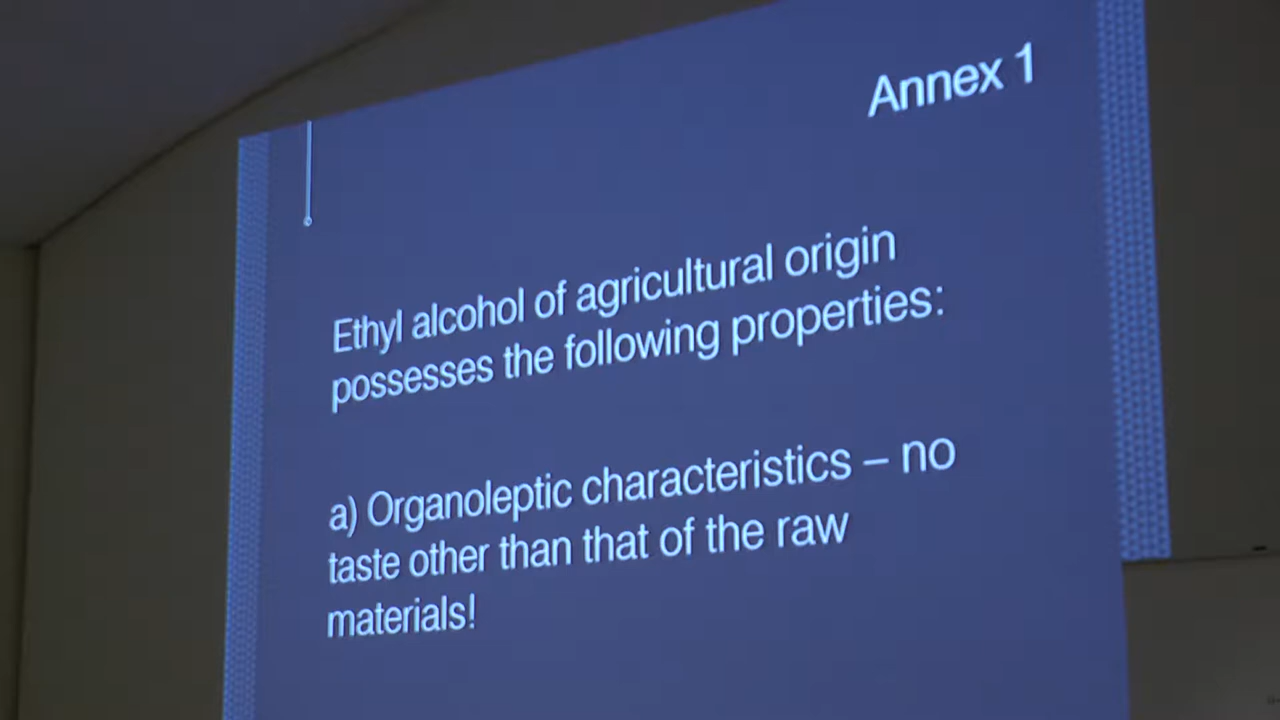 Annex 1
Ethyl alcohol of agricultural origin
possesses the following properties:
a) Organoleptic characteristics – no
taste other than that of the raw
materials!